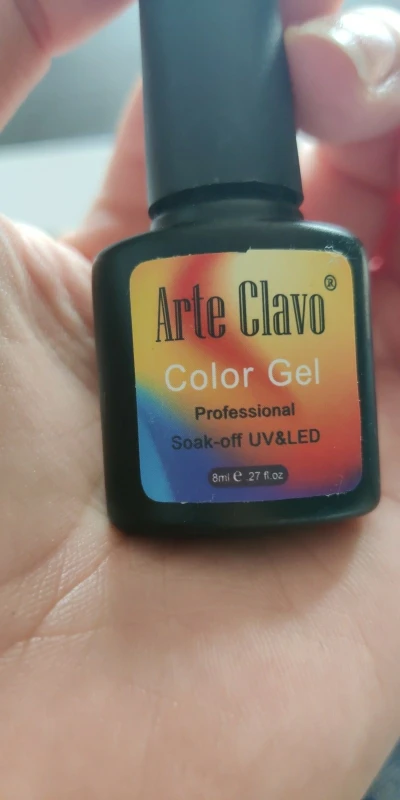 Arte Clavo®
Color Gel
Professional
Soak-off UV&LED
8ml ℮ .27 fl.oz